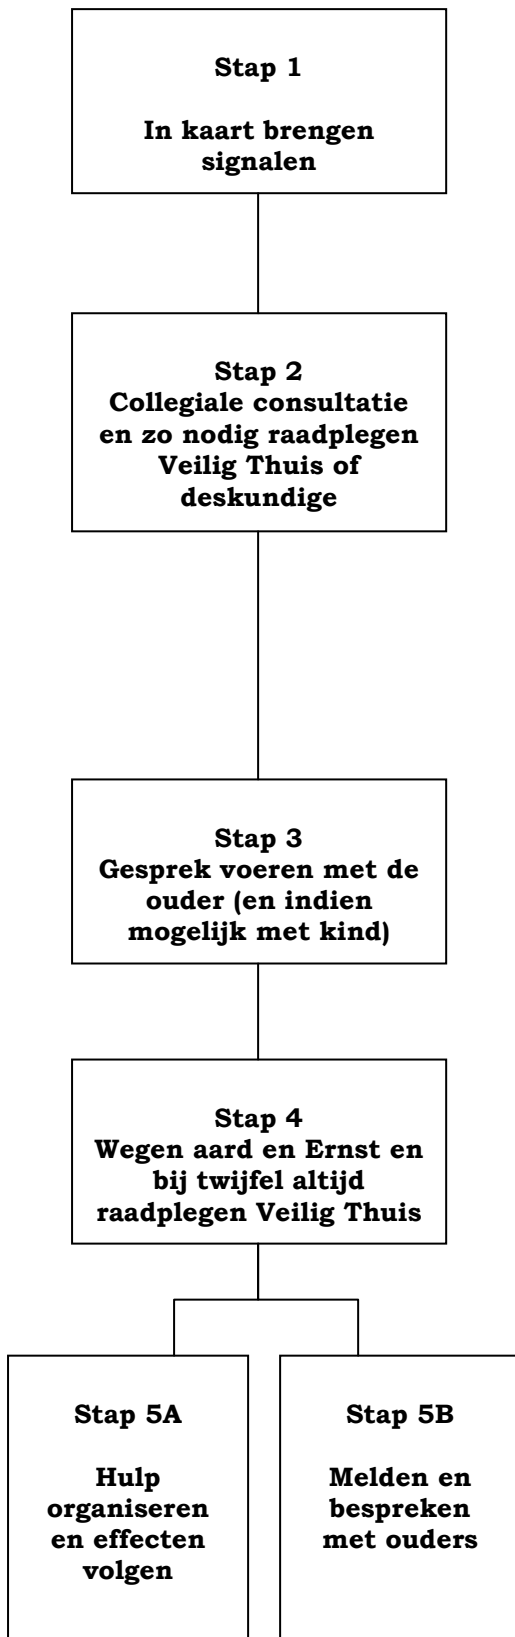 Stap 1
In kaart brengen
signalen
Stap 2
Collegiale consultatie
en zo nodig raadplegen
Veilig Thuis of
deskundige
Stap 3
Gesprek voeren met de
ouder (en indien
mogelijk met kind)
Stap 4
Wegen aard en Ernst en
bij twijfel altijd
raadplegen Veilig Thuis
Stap 5A
Hulp
organiseren
en effecten
volgen
Stap 5B
Melden en
bespreken
met ouders